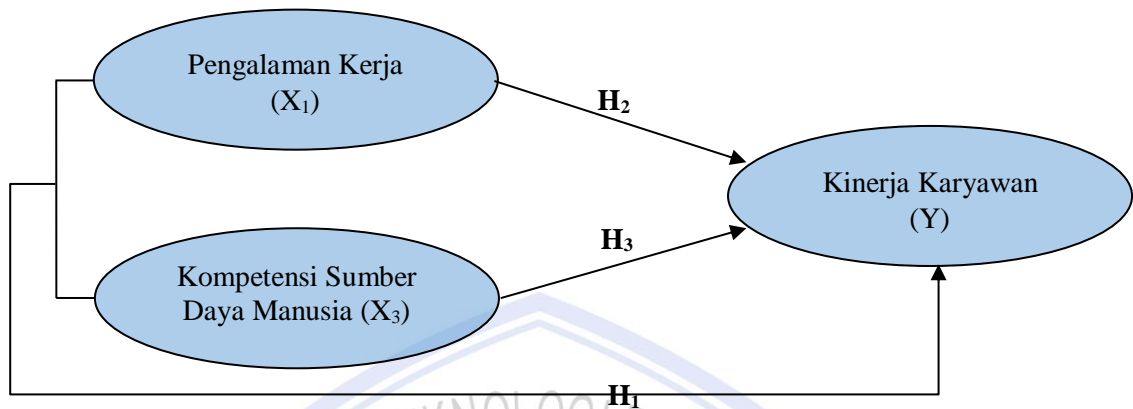 Pengalaman Kerja
(X₁)
H₂
Kinerja Karyawan
(Y)
H₃
Kompetensi Sumber
Daya Manusia (X₃)
H₁